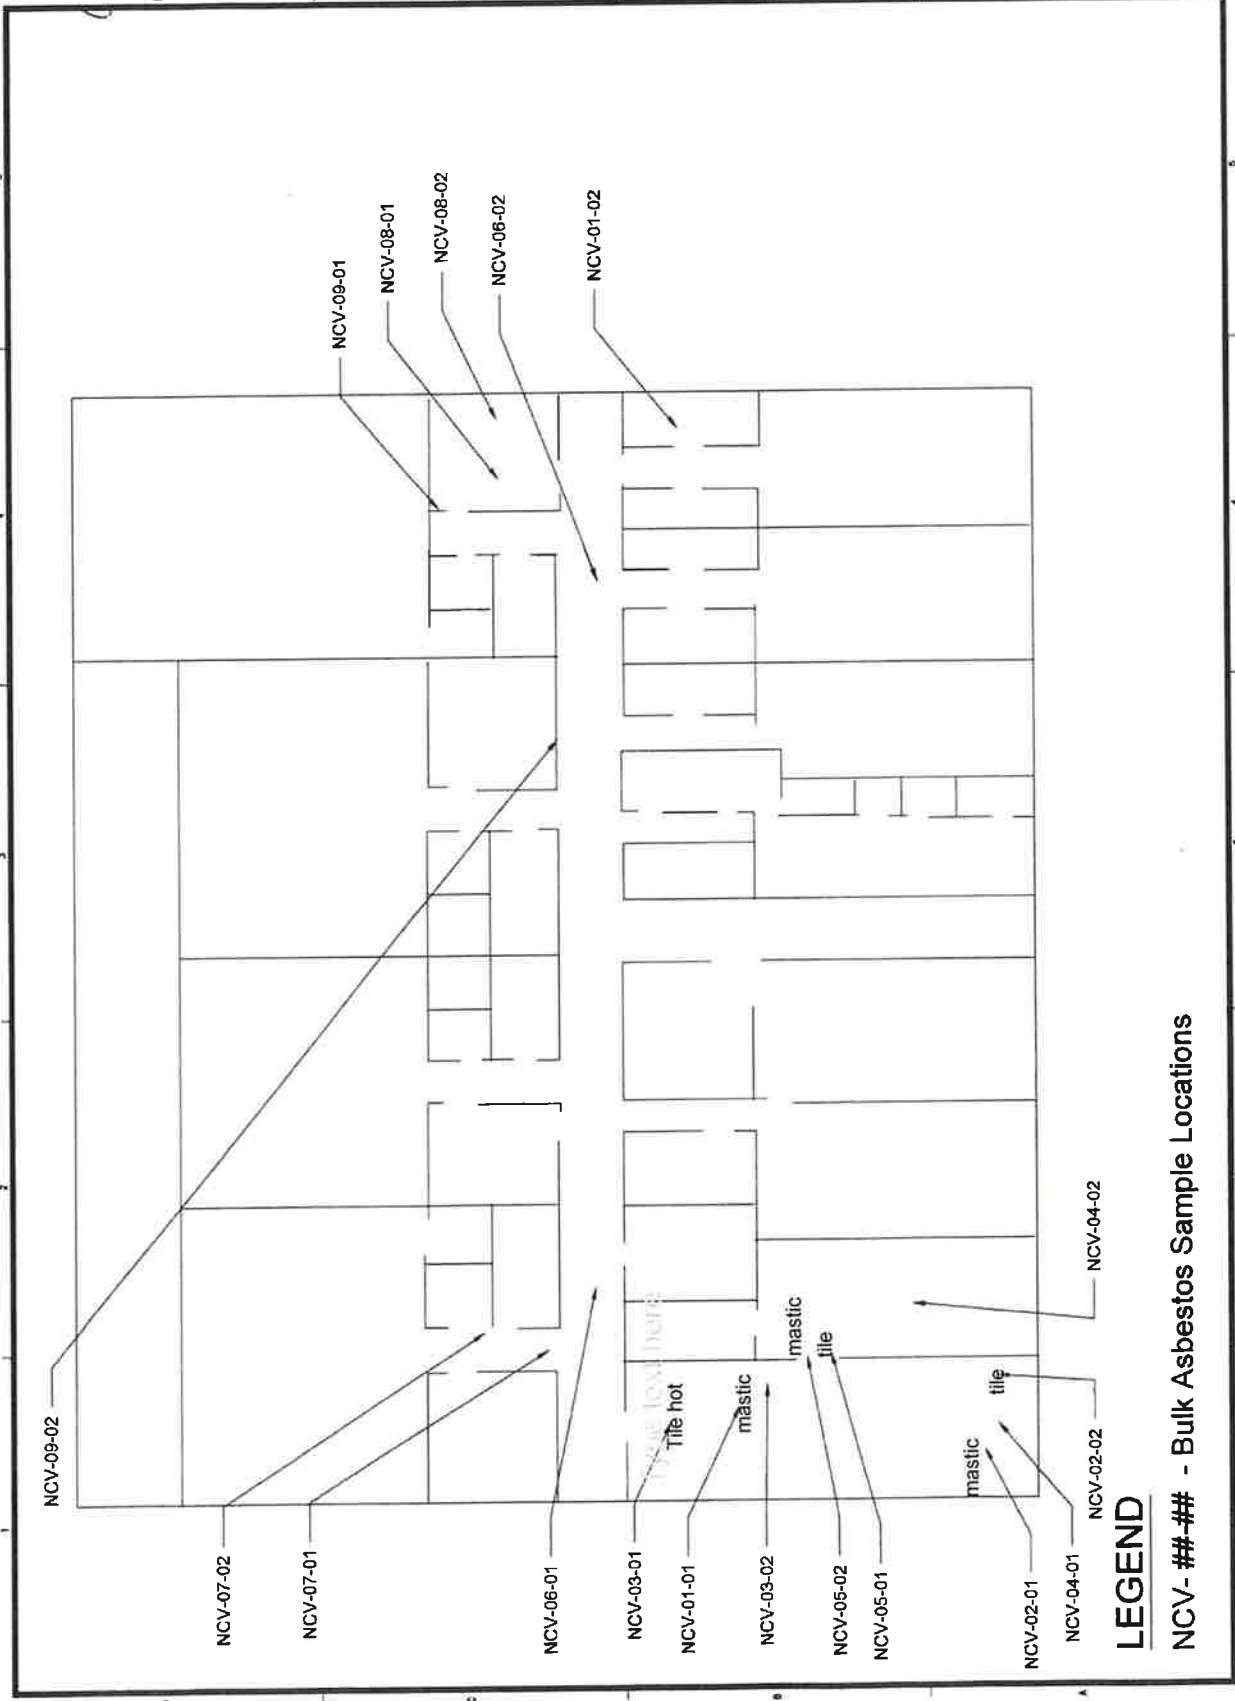 NCV-09-02
NCV-07-02
NCV-07-01
NCV-06-01
NCV-03-01
NCV-01-01
NCV-03-02
NCV-05-02
NCV-05-01
NCV-02-01
NCV-04-01
NCV-02-02
NCV-04-02
NCV-09-01
NCV-08-01
NCV-08-02
NCV-06-02
NCV-01-02
Type text here
Tile hot
mastic
mastic
tile
mastic
tile
LEGEND
NCV- ##-## - Bulk Asbestos Sample Locations